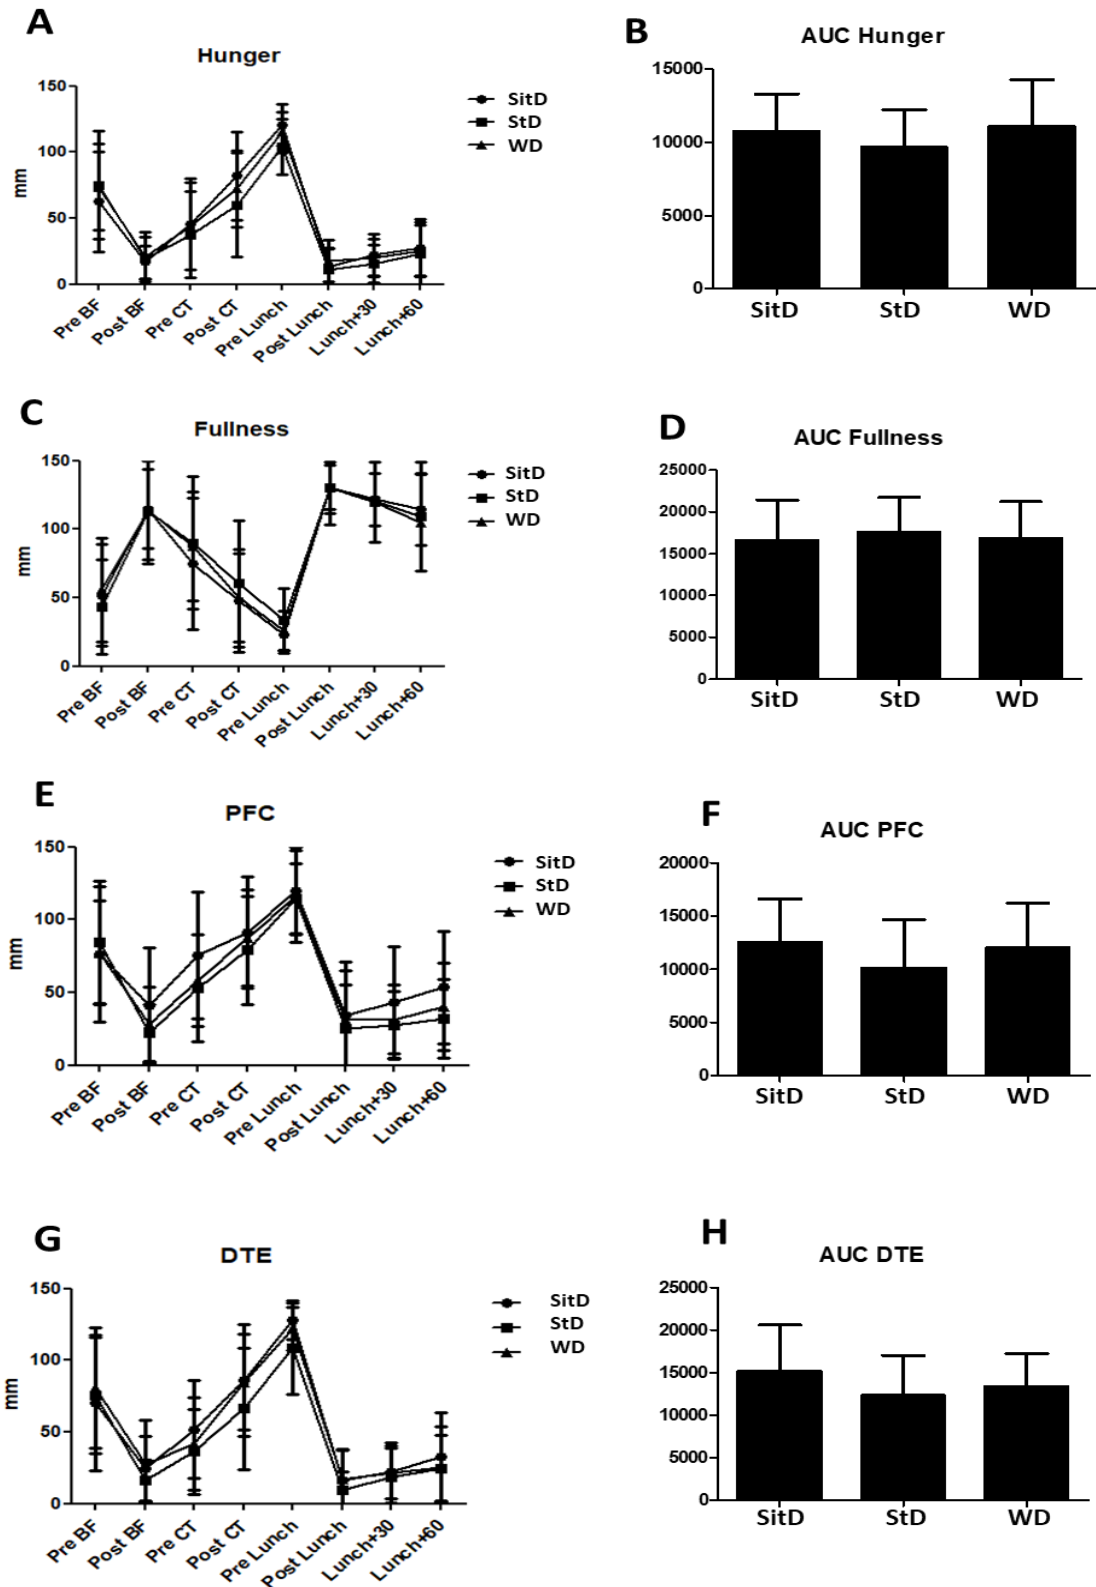 A
Hunger
150
100
50
0
mm
Pre BF
Post BF
Pre CT
Post CT
Pre Lunch
Post Lunch
Lunch+30
Lunch+60
SitD
StD
WD
B
AUC Hunger
15000
10000
5000
0
SitD
StD
WD
C
Fullness
150
100
50
0
mm
Pre BF
Post BF
Pre CT
Post CT
Pre Lunch
Post Lunch
Lunch+30
Lunch+60
SitD
StD
WD
D
AUC Fullness
25000
20000
15000
10000
5000
0
SitD
StD
WD
E
PFC
150
100
50
0
mm
Pre BF
Post BF
Pre CT
Post CT
Pre Lunch
Post Lunch
Lunch+30
Lunch+60
SitD
StD
WD
F
AUC PFC
20000
15000
10000
5000
0
SitD
StD
WD
G
DTE
150
100
50
0
mm
Pre BF
Post BF
Pre CT
Post CT
Pre Lunch
Post Lunch
Lunch+30
Lunch+60
SitD
StD
WD
H
AUC DTE
25000
20000
15000
10000
5000
0
SitD
StD
WD